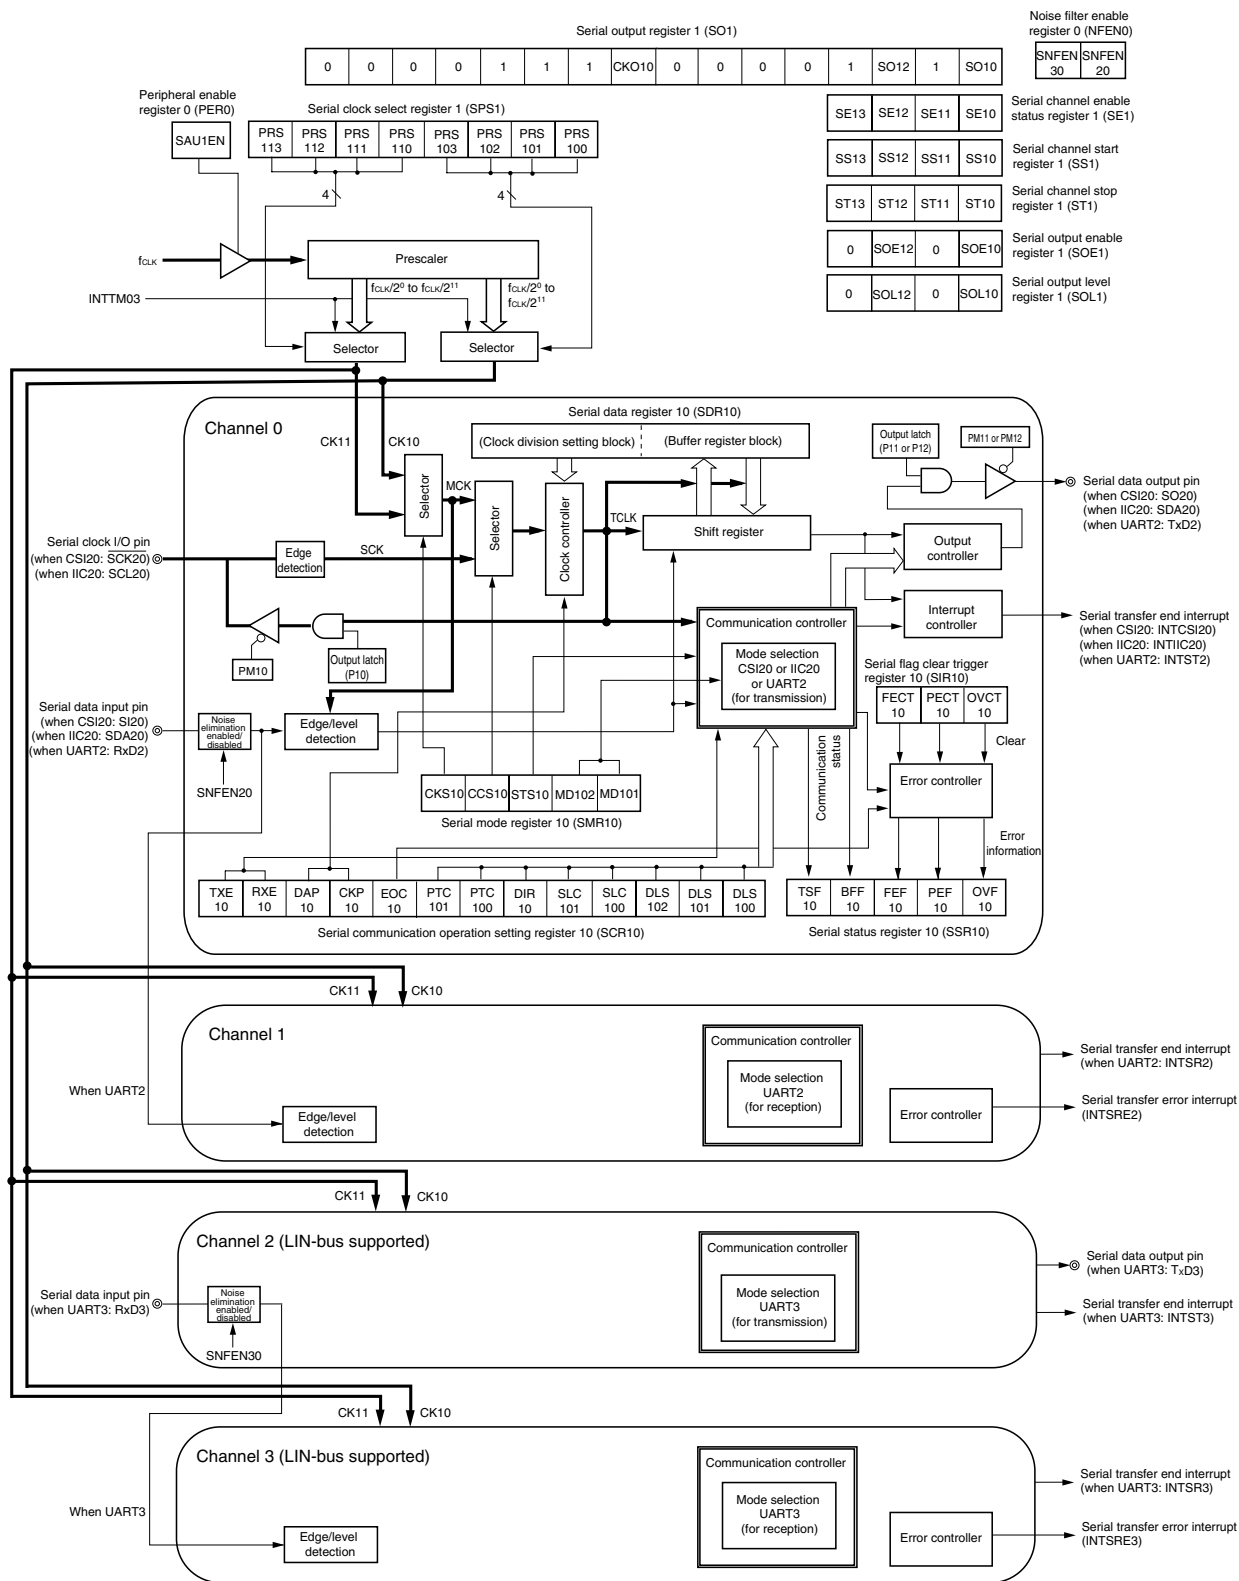 Serial output register 1 (SO1)
0 0 0 0 1 1 1 CKO10 0 0 0 0 1 SO12 1 SO10
Noise filter enable
register 0 (NFEN0)
SNFEN SNFEN
30 20
Peripheral enable
register 0 (PER0)
SAU1EN
Serial clock select register 1 (SPS1)
PRS PRS PRS PRS PRS PRS PRS PRS
113 112 111 110 103 102 101 100
4
4
SE13 SE12 SE11 SE10
Serial channel enable
status register 1 (SE1)
SS13 SS12 SS11 SS10
Serial channel start
register 1 (SS1)
ST13 ST12 ST11 ST10
Serial channel stop
register 1 (ST1)
0 SOE12 0 SOE10
Serial output enable
register 1 (SOE1)
0 SOL12 0 SOL10
Serial output level
register 1 (SOL1)
fCLK
Prescaler
fCLK/2⁰ to fCLK/2¹¹
fCLK/2⁰ to
fCLK/2¹¹
INTTM03
Selector
Selector
Channel 0
CK11
CK10
Serial data register 10 (SDR10)
(Clock division setting block)
(Buffer register block)
Output latch
(P11 or P12)
PM11 or PM12
Serial data output pin
(when CSI20: SO20)
(when IIC20: SDA20)
(when UART2: TxD2)
Selector
MCK
Selector
Clock controller
TCLK
Shift register
Output
controller
Serial clock I/O pin
(when CSI20: SCK20)
(when IIC20: SCL20)
Edge
detection
SCK
PM10
Output latch
(P10)
Communication controller
Mode selection
CSI20 or IIC20
or UART2
(for transmission)
Interrupt
controller
Serial transfer end interrupt
(when CSI20: INTCSI20)
(when IIC20: INTIIC20)
(when UART2: INTST2)
Serial flag clear trigger
register 10 (SIR10)
FECT PECT OVCT
10 10 10
Clear
Serial data input pin
(when CSI20: SI20)
(when IIC20: SDA20)
(when UART2: RxD2)
Noise
elimination
enabled/
disabled
Edge/level
detection
SNFEN20
Communication
status
Error controller
CKS10 CCS10 STS10 MD102 MD101
Serial mode register 10 (SMR10)
Error
information
TXE RXE DAP CKP EOC PTC PTC DIR SLC SLC DLS DLS DLS
10 10 10 10 10 101 100 10 101 100 102 101 100
Serial communication operation setting register 10 (SCR10)
TSF BFF FEF PEF OVF
10 10 10 10 10
Serial status register 10 (SSR10)
CK11
CK10
Channel 1
Communication controller
Mode selection
UART2
(for reception)
Serial transfer end interrupt
(when UART2: INTSR2)
When UART2
Edge/level
detection
Error controller
Serial transfer error interrupt
(INTSRE2)
CK11
CK10
Channel 2 (LIN-bus supported)
Communication controller
Mode selection
UART3
(for transmission)
Serial data output pin
(when UART3: TxD3)
Serial data input pin
(when UART3: RxD3)
Noise
elimination
enabled/
disabled
Serial transfer end interrupt
(when UART3: INTST3)
SNFEN30
CK11
CK10
Channel 3 (LIN-bus supported)
Communication controller
Mode selection
UART3
(for reception)
Serial transfer end interrupt
(when UART3: INTSR3)
When UART3
Edge/level
detection
Error controller
Serial transfer error interrupt
(INTSRE3)